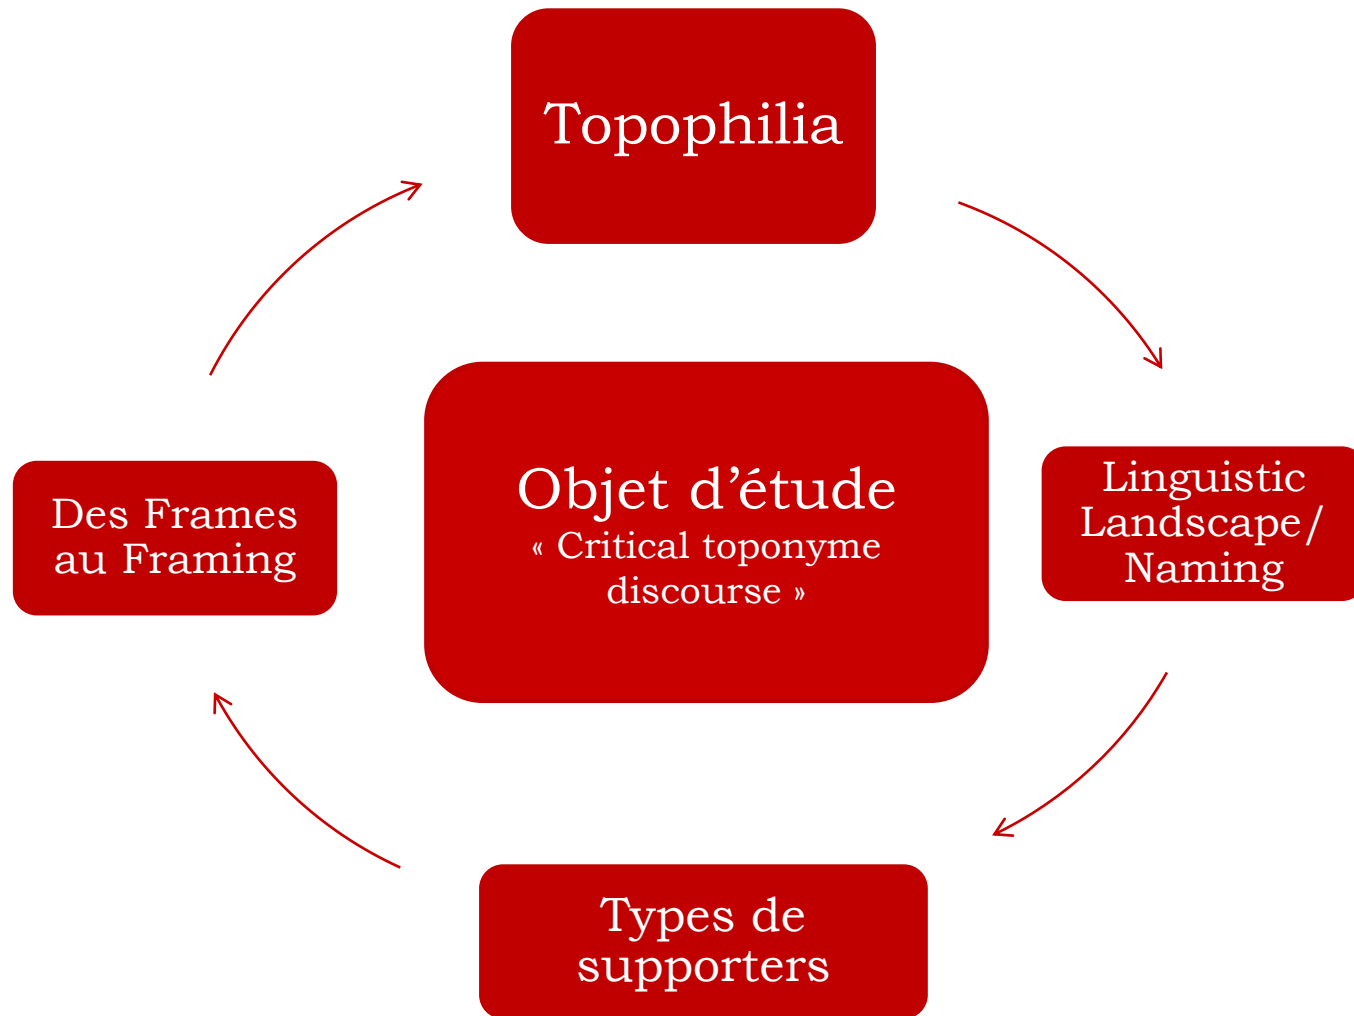 Topophilia
Objet d’étude
« Critical toponyme
discourse »
Linguistic
Landscape/
Naming
Des Frames
au Framing
Types de
supporters